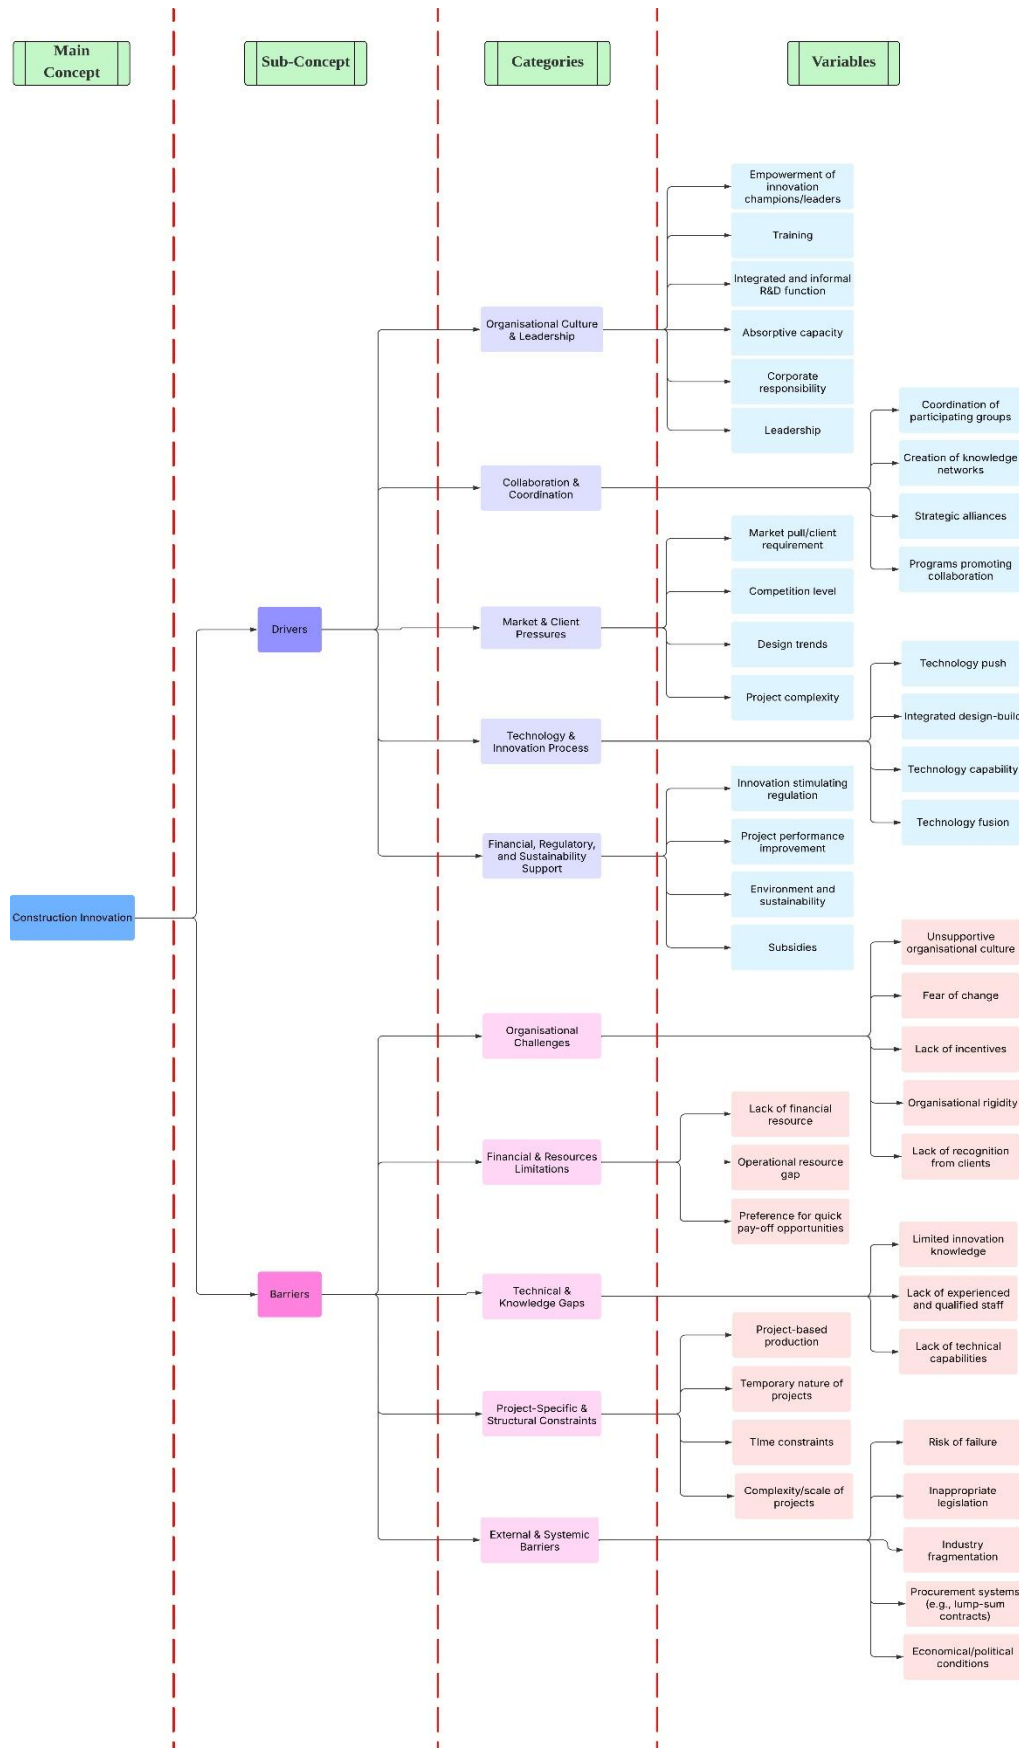 Main
Concept
Sub-Concept
Categories
Variables
Empowerment of
innovation
champions/leaders
Training
Integrated and informal
R&D function
Organisational Culture
& Leadership
Absorptive capacity
Corporate
responsibility
Leadership
Coordination of
participating groups
Creation of knowledge
networks
Collaboration &
Coordination
Strategic alliances
Programs promoting
collaboration
Market pull/client
requirement
Competition level
Drivers
Market & Client
Pressures
Design trends
Project complexity
Technology push
Integrated design-build
Technology &
Innovation Process
Technology capability
Technology fusion
Innovation stimulating
regulation
Project performance
improvement
Financial, Regulatory,
and Sustainability
Support
Environment and
sustainability
Subsidies
Construction Innovation
Unsupportive
organisational culture
Fear of change
Organisational
Challenges
Lack of incentives
Organisational rigidity
Lack of recognition
from clients
Lack of financial
resource
Financial & Resources
Limitations
Operational resource
gap
Preference for quick
pay-off opportunities
Limited innovation
knowledge
Barriers
Technical &
Knowledge Gaps
Lack of experienced
and qualified staff
Lack of technical
capabilities
Project-based
production
Temporary nature of
projects
Project-Specific &
Structural Constraints
TIme constraints
Complexity/scale of
projects
Risk of failure
Inappropriate
legislation
External & Systemic
Barriers
Industry
fragmentation
Procurement systems
(e.g., lump-sum
contracts)
Economical/political
conditions